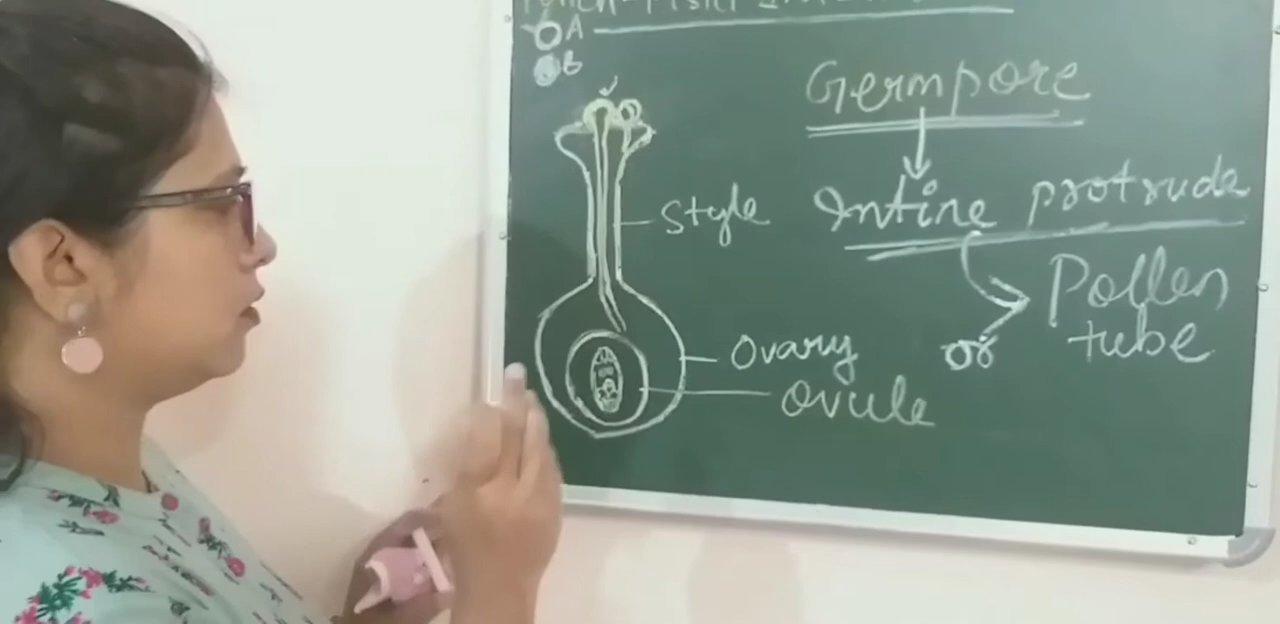 A
B
Germpore
Style
Intine protrude
Pollen
tube
or
Ovary
Ovule